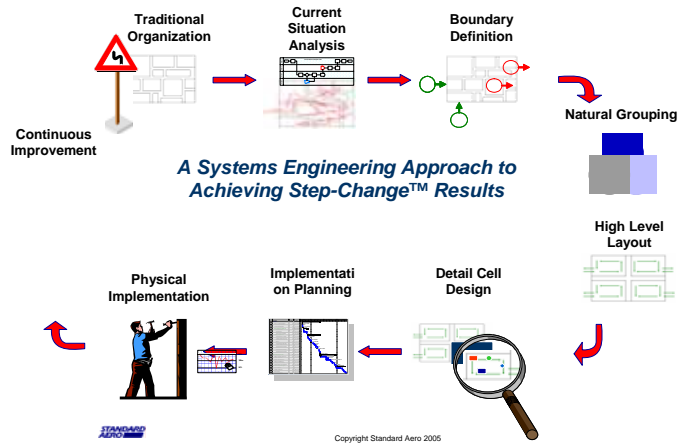 Traditional
Organization
Current
Situation
Analysis
Boundary
Definition
Natural Grouping
Continuous
Improvement
A Systems Engineering Approach to
Achieving Step-Change™ Results
High Level
Layout
Physical
Implementation
Implementati
on Planning
Detail Cell
Design
STANDARD
AERO
Copyright Standard Aero 2005